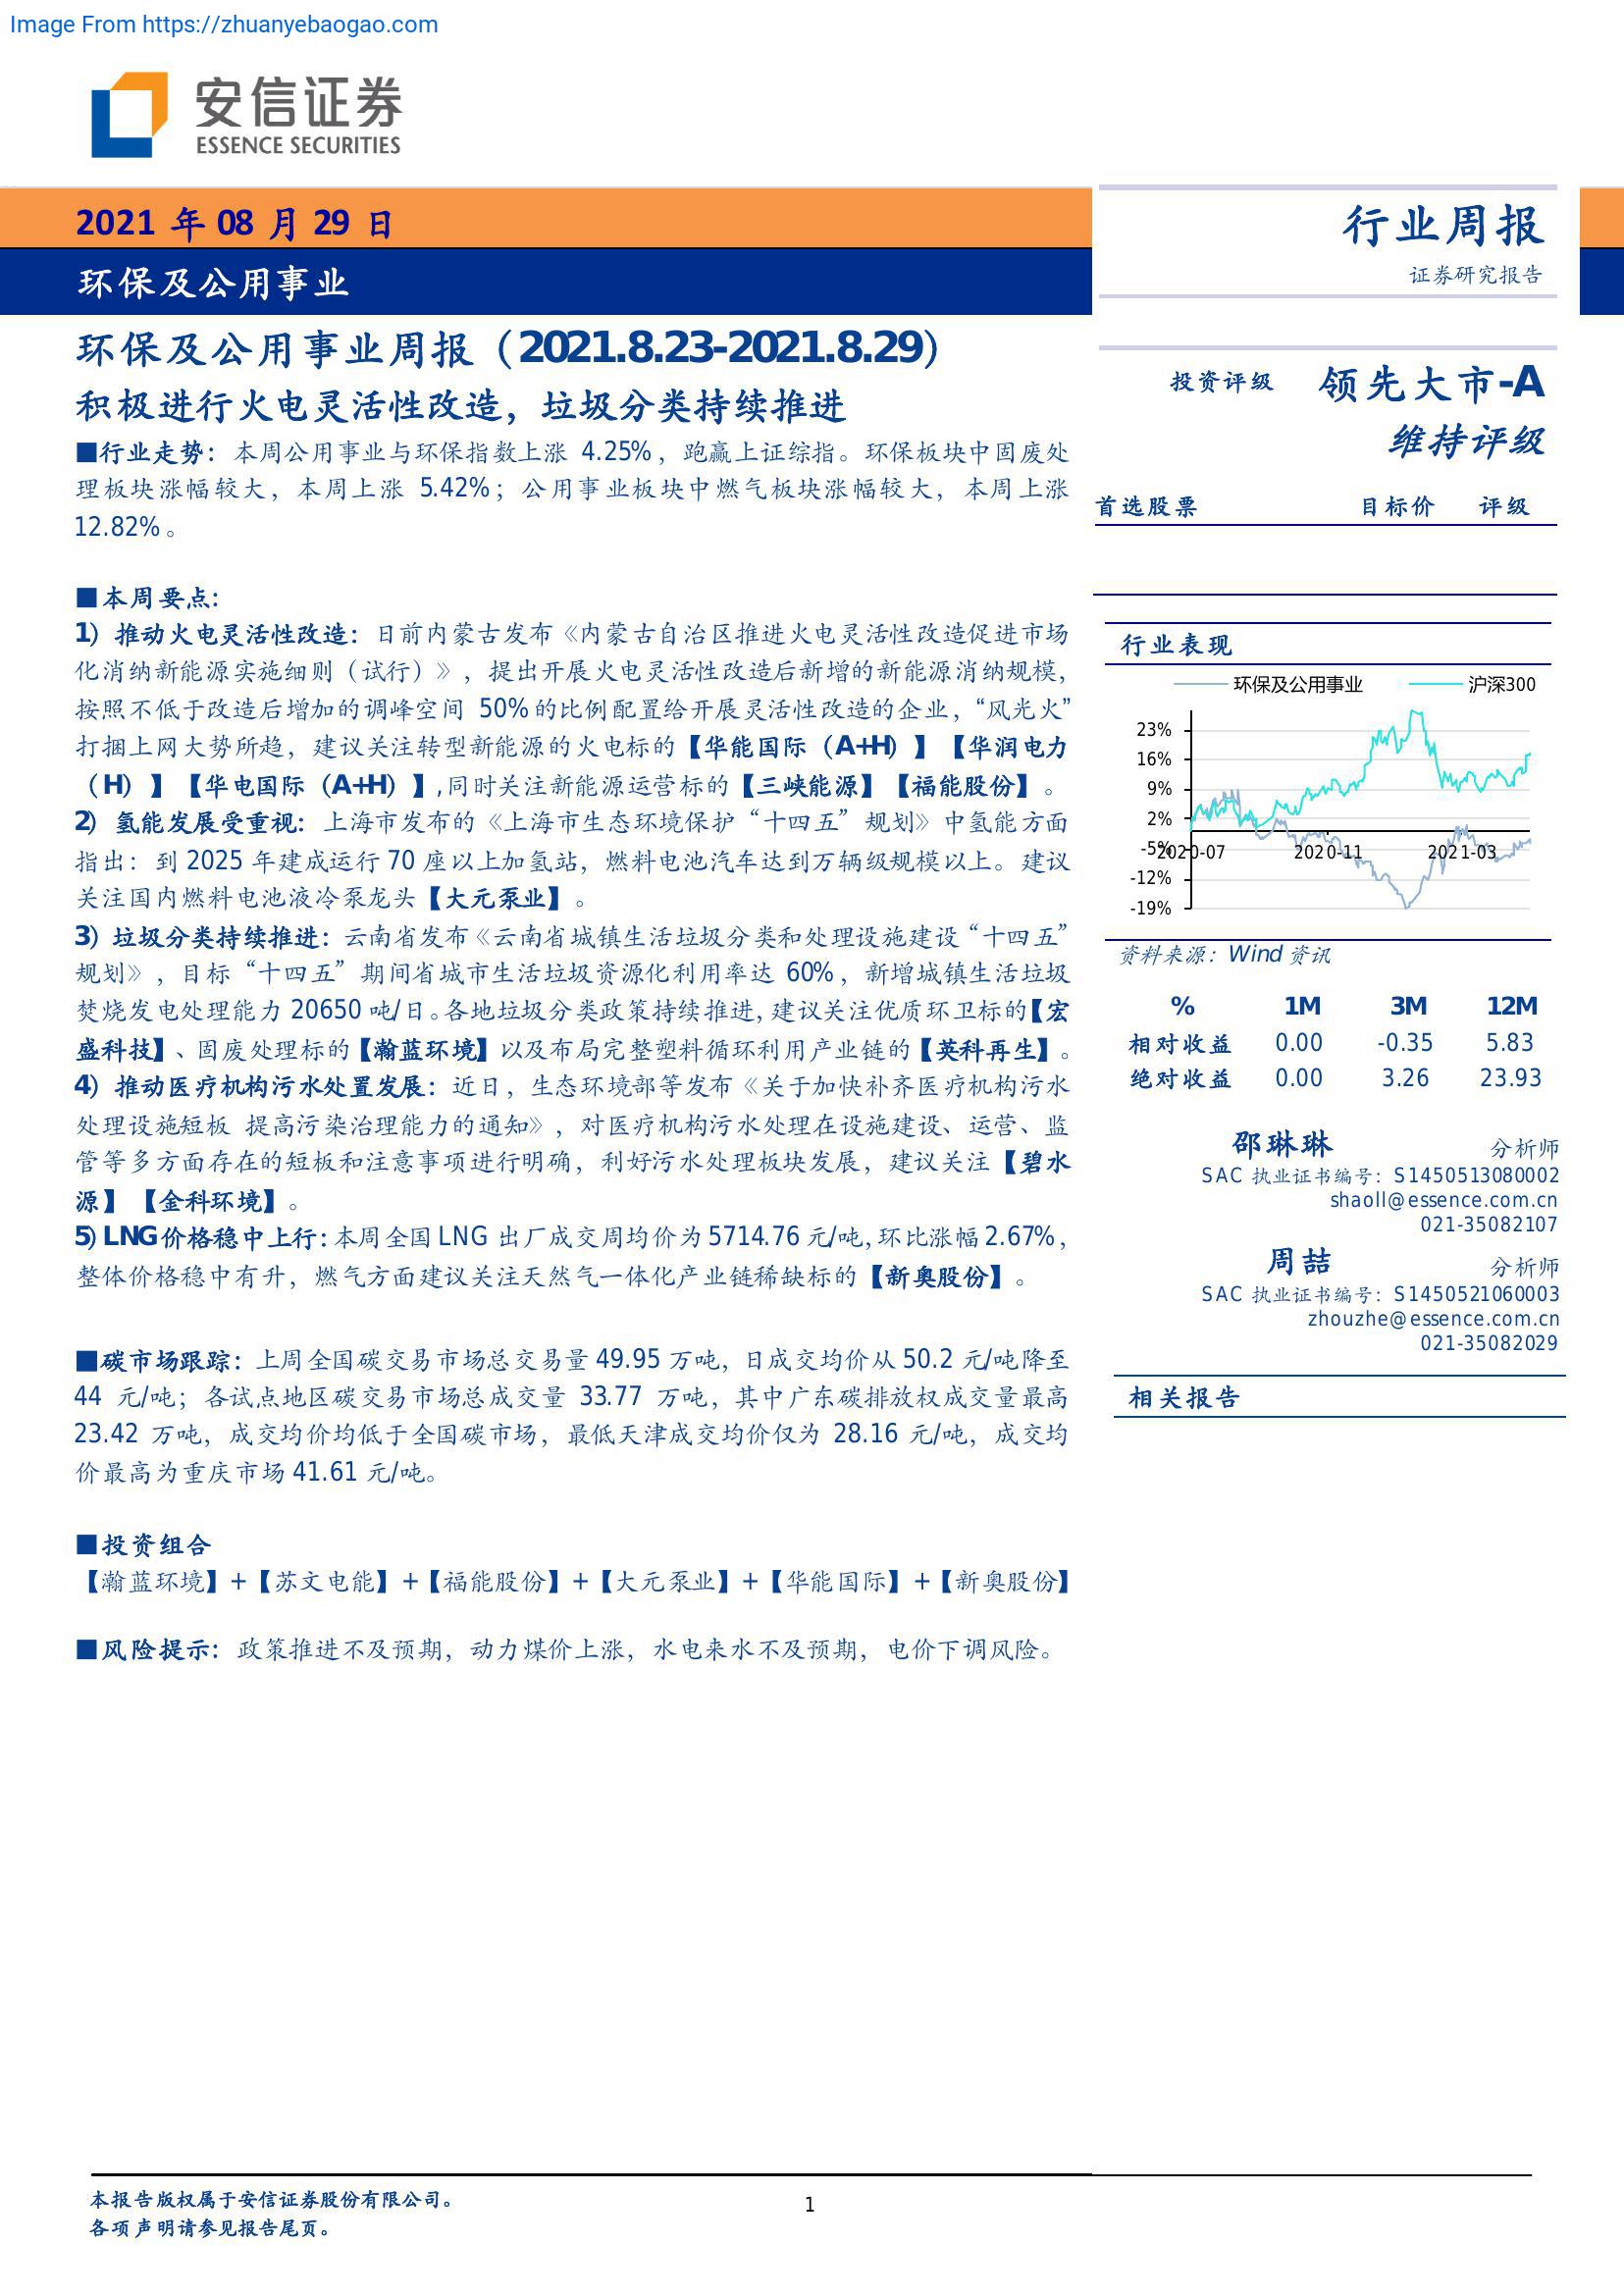 Image From https://zhuanyebaogao.com
安信证券
ESSENCE SECURITIES
2021 年 08 月 29 日
环保及公用事业
行业周报
证券研究报告
环保及公用事业周报（2021.8.23-2021.8.29）
积极进行火电灵活性改造，垃圾分类持续推进
■行业走势：本周公用事业与环保指数上涨 4.25%，跑赢上证综指。环保板块中固废处
理板块涨幅较大，本周上涨 5.42%；公用事业板块中燃气板块涨幅较大，本周上涨
12.82%。
■本周要点:
1）推动火电灵活性改造：日前内蒙古发布《内蒙古自治区推进火电灵活性改造促进市场
化消纳新能源实施细则（试行）》，提出开展火电灵活性改造后新增的新能源消纳规模，
按照不低于改造后增加的调峰空间 50%的比例配置给开展灵活性改造的企业，“风光火”
打捆上网大势所趋，建议关注转型新能源的火电标的【华能国际（A+H）】【华润电力
（H）】【华电国际（A+H）】,同时关注新能源运营标的【三峡能源】【福能股份】。
2）氢能发展受重视：上海市发布的《上海市生态环境保护“十四五”规划》中氢能方面
指出：到 2025 年建成运行 70 座以上加氢站，燃料电池汽车达到万辆级规模以上。建议
关注国内燃料电池液冷泵龙头【大元泵业】。
3）垃圾分类持续推进：云南省发布《云南省城镇生活垃圾分类和处理设施建设“十四五”
规划》，目标“十四五”期间省城市生活垃圾资源化利用率达 60%，新增城镇生活垃圾
焚烧发电处理能力 20650 吨/日。各地垃圾分类政策持续推进,建议关注优质环卫标的【宏
盛科技】、固废处理标的【瀚蓝环境】以及布局完整塑料循环利用产业链的【英科再生】。
4）推动医疗机构污水处置发展：近日，生态环境部等发布《关于加快补齐医疗机构污水
处理设施短板 提高污染治理能力的通知》，对医疗机构污水处理在设施建设、运营、监
管等多方面存在的短板和注意事项进行明确，利好污水处理板块发展，建议关注【碧水
源】【金科环境】。
5) LNG价格稳中上行:本周全国 LNG 出厂成交周均价为 5714.76 元/吨,环比涨幅 2.67%，
整体价格稳中有升，燃气方面建议关注天然气一体化产业链稀缺标的【新奥股份】。
■碳市场跟踪：上周全国碳交易市场总交易量 49.95 万吨，日成交均价从 50.2 元/吨降至
44 元/吨；各试点地区碳交易市场总成交量 33.77 万吨，其中广东碳排放权成交量最高
23.42 万吨，成交均价均低于全国碳市场，最低天津成交均价仅为 28.16 元/吨，成交均
价最高为重庆市场 41.61 元/吨。
■投资组合
【瀚蓝环境】+【苏文电能】+【福能股份】+【大元泵业】+【华能国际】+【新奥股份】
■风险提示：政策推进不及预期，动力煤价上涨，水电来水不及预期，电价下调风险。
投资评级 领先大市-A
维持评级
首选股票 目标价 评级
行业表现
环保及公用事业 沪深300
23%
16%
9%
2%
-5%
-12%
-19%
2020-07 2020-11 2021-03
资料来源：Wind 资讯
% 1M 3M 12M
相对收益 0.00 -0.35 5.83
绝对收益 0.00 3.26 23.93
邵琳琳 分析师
SAC 执业证书编号：S1450513080002
shaoll@essence.com.cn
021-35082107
周喆 分析师
SAC 执业证书编号：S1450521060003
zhouzhe@essence.com.cn
021-35082029
相关报告
本报告版权属于安信证券股份有限公司。
各项声明请参见报告尾页。
1